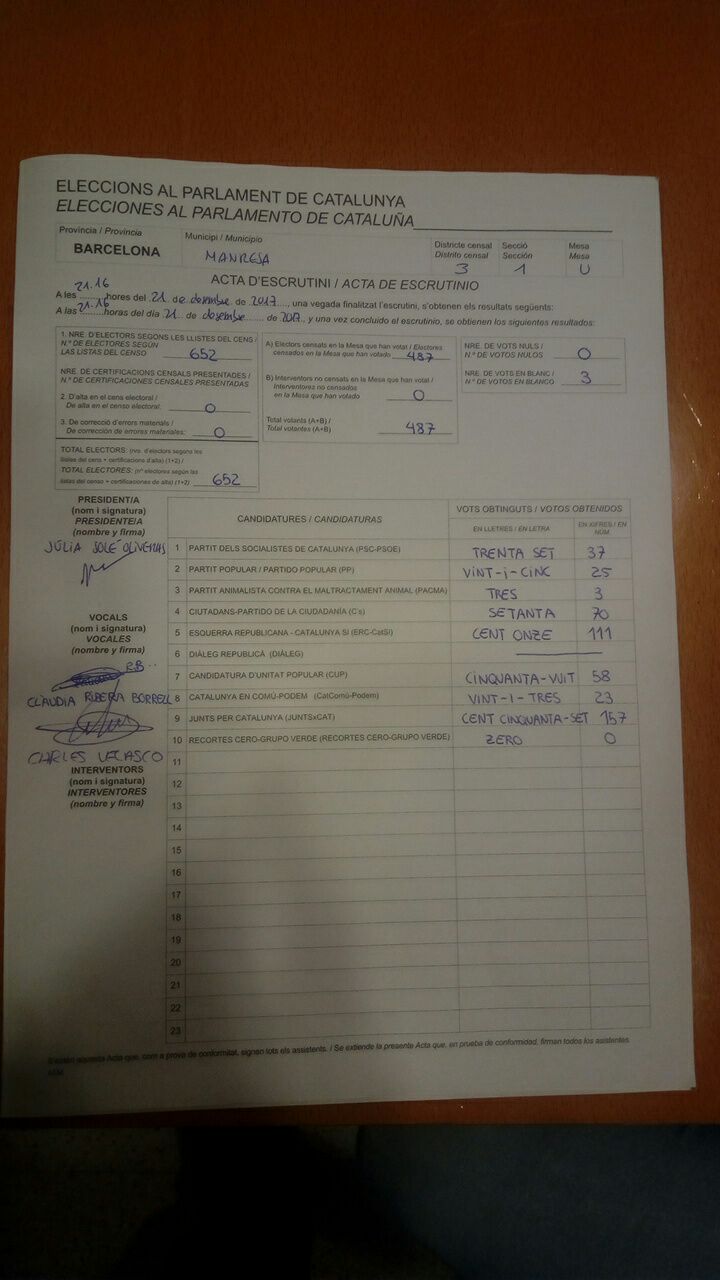 ELECCIONS AL PARLAMENT DE CATALUNYA
ELECCIONES AL PARLAMENTO DE CATALUÑA
Província / Provincia
BARCELONA
Municipi / Municipio
MANRESA
Districte censal
Distrito censal
3
Secció
Sección
1
Mesa
Mesa
U
ACTA D'ESCRUTINI / ACTA DE ESCRUTINIO
A les 21.16 hores del 21 de desembre de 2017, una vegada finalitzat l'escrutini, s'obtenen els resultats següents:
A las 21.16 horas del día 21 de desembre de 2017, y una vez concluido el escrutinio, se obtienen los siguientes resultados:
1. NRE. D'ELECTORS SEGONS LES LLISTES DEL CENS /
N.º DE ELECTORES SEGÚN
LAS LISTAS DEL CENSO 652
NRE. DE CERTIFICACIONS CENSALS PRESENTADES /
N.º DE CERTIFICACIONES CENSALES PRESENTADAS
2. D'alta en el cens electoral /
De alta en el censo electoral: 0
3. De correcció d'errors materials /
De corrección de errores materiales: 0
TOTAL ELECTORS: (nre. d'electors segons les
llistes del cens + certificacions d'alta) (1+2) /
TOTAL ELECTORES: (nº electores según las
listas del censo + certificaciones de alta) (1+2) 652
A) Electors censats en la Mesa que han votat / Electores
censados en la Mesa que han votado 487
B) Interventors no censats en la Mesa que han votat /
Interventores no censados
en la Mesa que han votado 0
Total votants (A+B) /
Total votantes (A+B) 487
NRE. DE VOTS NULS /
N.º DE VOTOS NULOS 0
NRE. DE VOTS EN BLANC /
N.º DE VOTOS EN BLANCO 3
PRESIDENT/A
(nom i signatura)
PRESIDENTE/A
(nombre y firma)
JÚLIA SOLÉ OLIVERAS
VOCALS
(nom i signatura)
VOCALES
(nombre y firma)
R.B.
CLAUDIA RIBERA BORRELL
CHARLES VELASCO
INTERVENTORS
(nom i signatura)
INTERVENTORES
(nombre y firma)
CANDIDATURES / CANDIDATURAS
VOTS OBTINGUTS / VOTOS OBTENIDOS
EN LLETRES / EN LETRA
EN XIFRES / EN NÚM.
1 PARTIT DELS SOCIALISTES DE CATALUNYA (PSC-PSOE) TRENTA SET 37
2 PARTIT POPULAR / PARTIDO POPULAR (PP) VINT-i-CINC 25
3 PARTIT ANIMALISTA CONTRA EL MALTRACTAMENT ANIMAL (PACMA) TRES 3
4 CIUTADANS-PARTIDO DE LA CIUDADANÍA (C's) SETANTA 70
5 ESQUERRA REPUBLICANA - CATALUNYA SÍ (ERC-CatSí) CENT ONZE 111
6 DIÀLEG REPUBLICÀ (DIÀLEG)
7 CANDIDATURA D'UNITAT POPULAR (CUP) CINQUANTA-VUIT 58
8 CATALUNYA EN COMÚ-PODEM (CatComú-Podem) VINT-I-TRES 23
9 JUNTS PER CATALUNYA (JUNTSxCAT) CENT CINQUANTA-SET 157
10 RECORTES CERO-GRUPO VERDE (RECORTES CERO-GRUPO VERDE) ZERO 0
11
12
13
14
15
16
17
18
19
20
21
22
23
aquesta Acta que, com a prova de conformitat, signen tots els assistents. / Se extiende la presente Acta que, en prueba de conformidad, firman todos los asistentes.